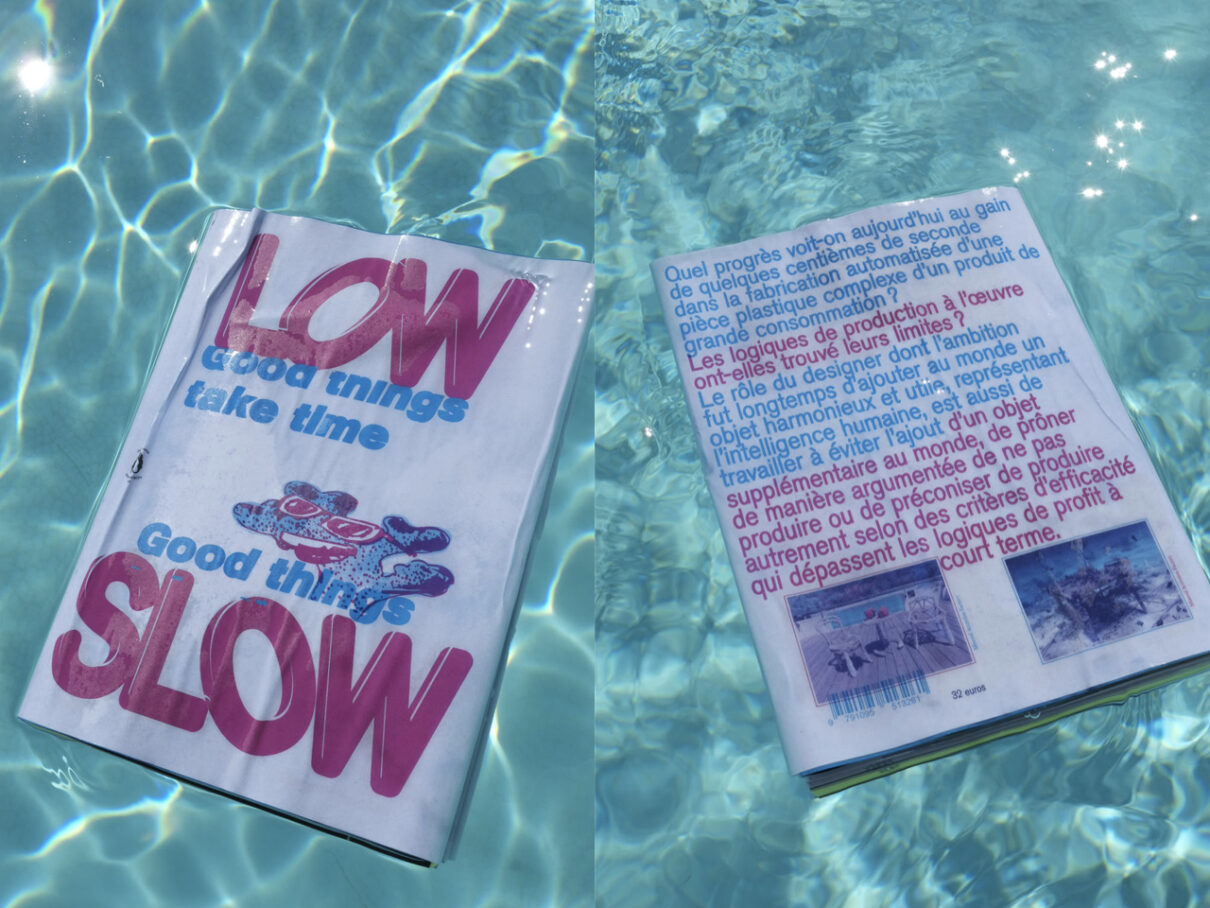 LOW
Good things
take time
Good things
SLOW
Quel progrès voit-on aujourd'hui au gain
de quelques centièmes de seconde
dans la fabrication automatisée d'une
pièce plastique complexe d'un produit de
grande consommation ?
Les logiques de production à l'œuvre
ont-elles trouvé leurs limites ?
Le rôle du designer dont l'ambition
fut longtemps d'ajouter au monde un
objet harmonieux et utile, représentant
l'intelligence humaine, est aussi de
travailler à éviter l'ajout d'un objet
supplémentaire au monde, de prôner
de manière argumentée de ne pas
produire ou de préconiser de produire
autrement selon des critères d'efficacité
qui dépassent les logiques de profit à
court terme.
32 euros
9 791095 513261